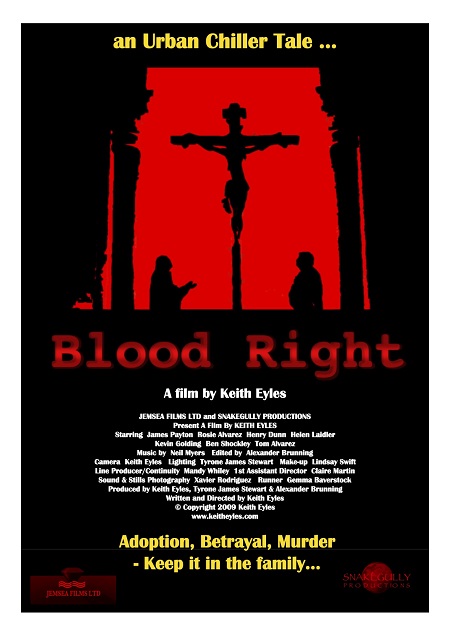 an Urban Chiller Tale ...
Blood Right
A film by Keith Eyles
JEMSEA FILMS LTD and SNAKEGULLY PRODUCTIONS
Present A Film By KEITH EYLES
Starring James Payton Rosie Alvarez Henry Dunn Helen Laidler
Kevin Golding Ben Shockley Tom Alvarez
Music by Neil Myers Edited by Alexander Brunning
Camera Keith Eyles Lighting Tyrone James Stewart Make-up Lindsay Swift
Line Producer/Continuity Mandy Whiley 1st Assistant Director Claire Martin
Sound & Stills Photography Xavier Rodriguez Runner Gemma Baverstock
Produced by Keith Eyles, Tyrone James Stewart & Alexander Brunning
Written and Directed by Keith Eyles
© Copyright 2009 Keith Eyles
www.keitheyles.com
Adoption, Betrayal, Murder
- Keep it in the family...
JEMSEA FILMS LTD
SNAKEGULLY
PRODUCTIONS